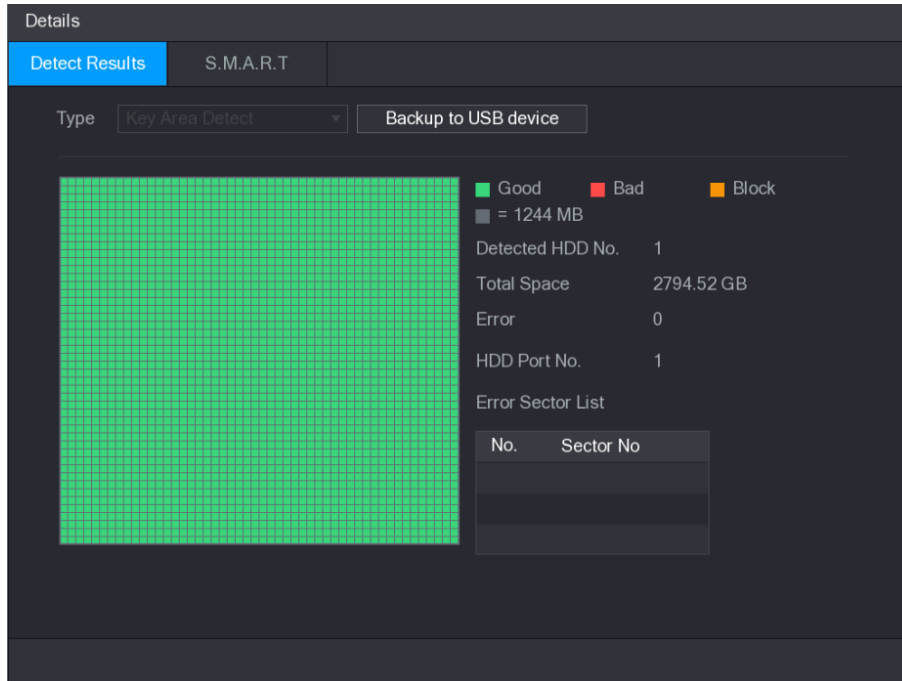 Details
Detect Results S.M.A.R.T
Type Key Area Detect Backup to USB device
Good Bad Block
= 1244 MB
Detected HDD No. 1
Total Space 2794.52 GB
Error 0
HDD Port No. 1
Error Sector List
No. Sector No